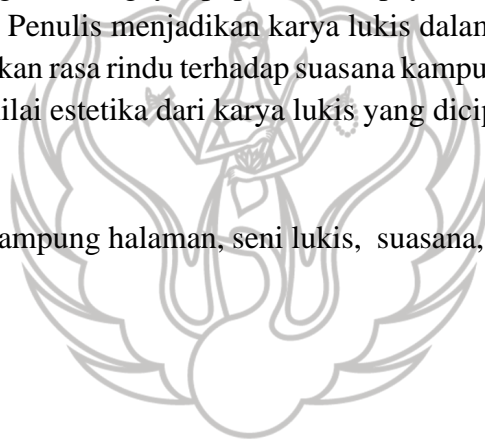 Penulis menjadikan karya lukis dalam
kan rasa rindu terhadap suasana kampu
ilai estetika dari karya lukis yang dicip
ampung halaman, seni lukis, suasana,